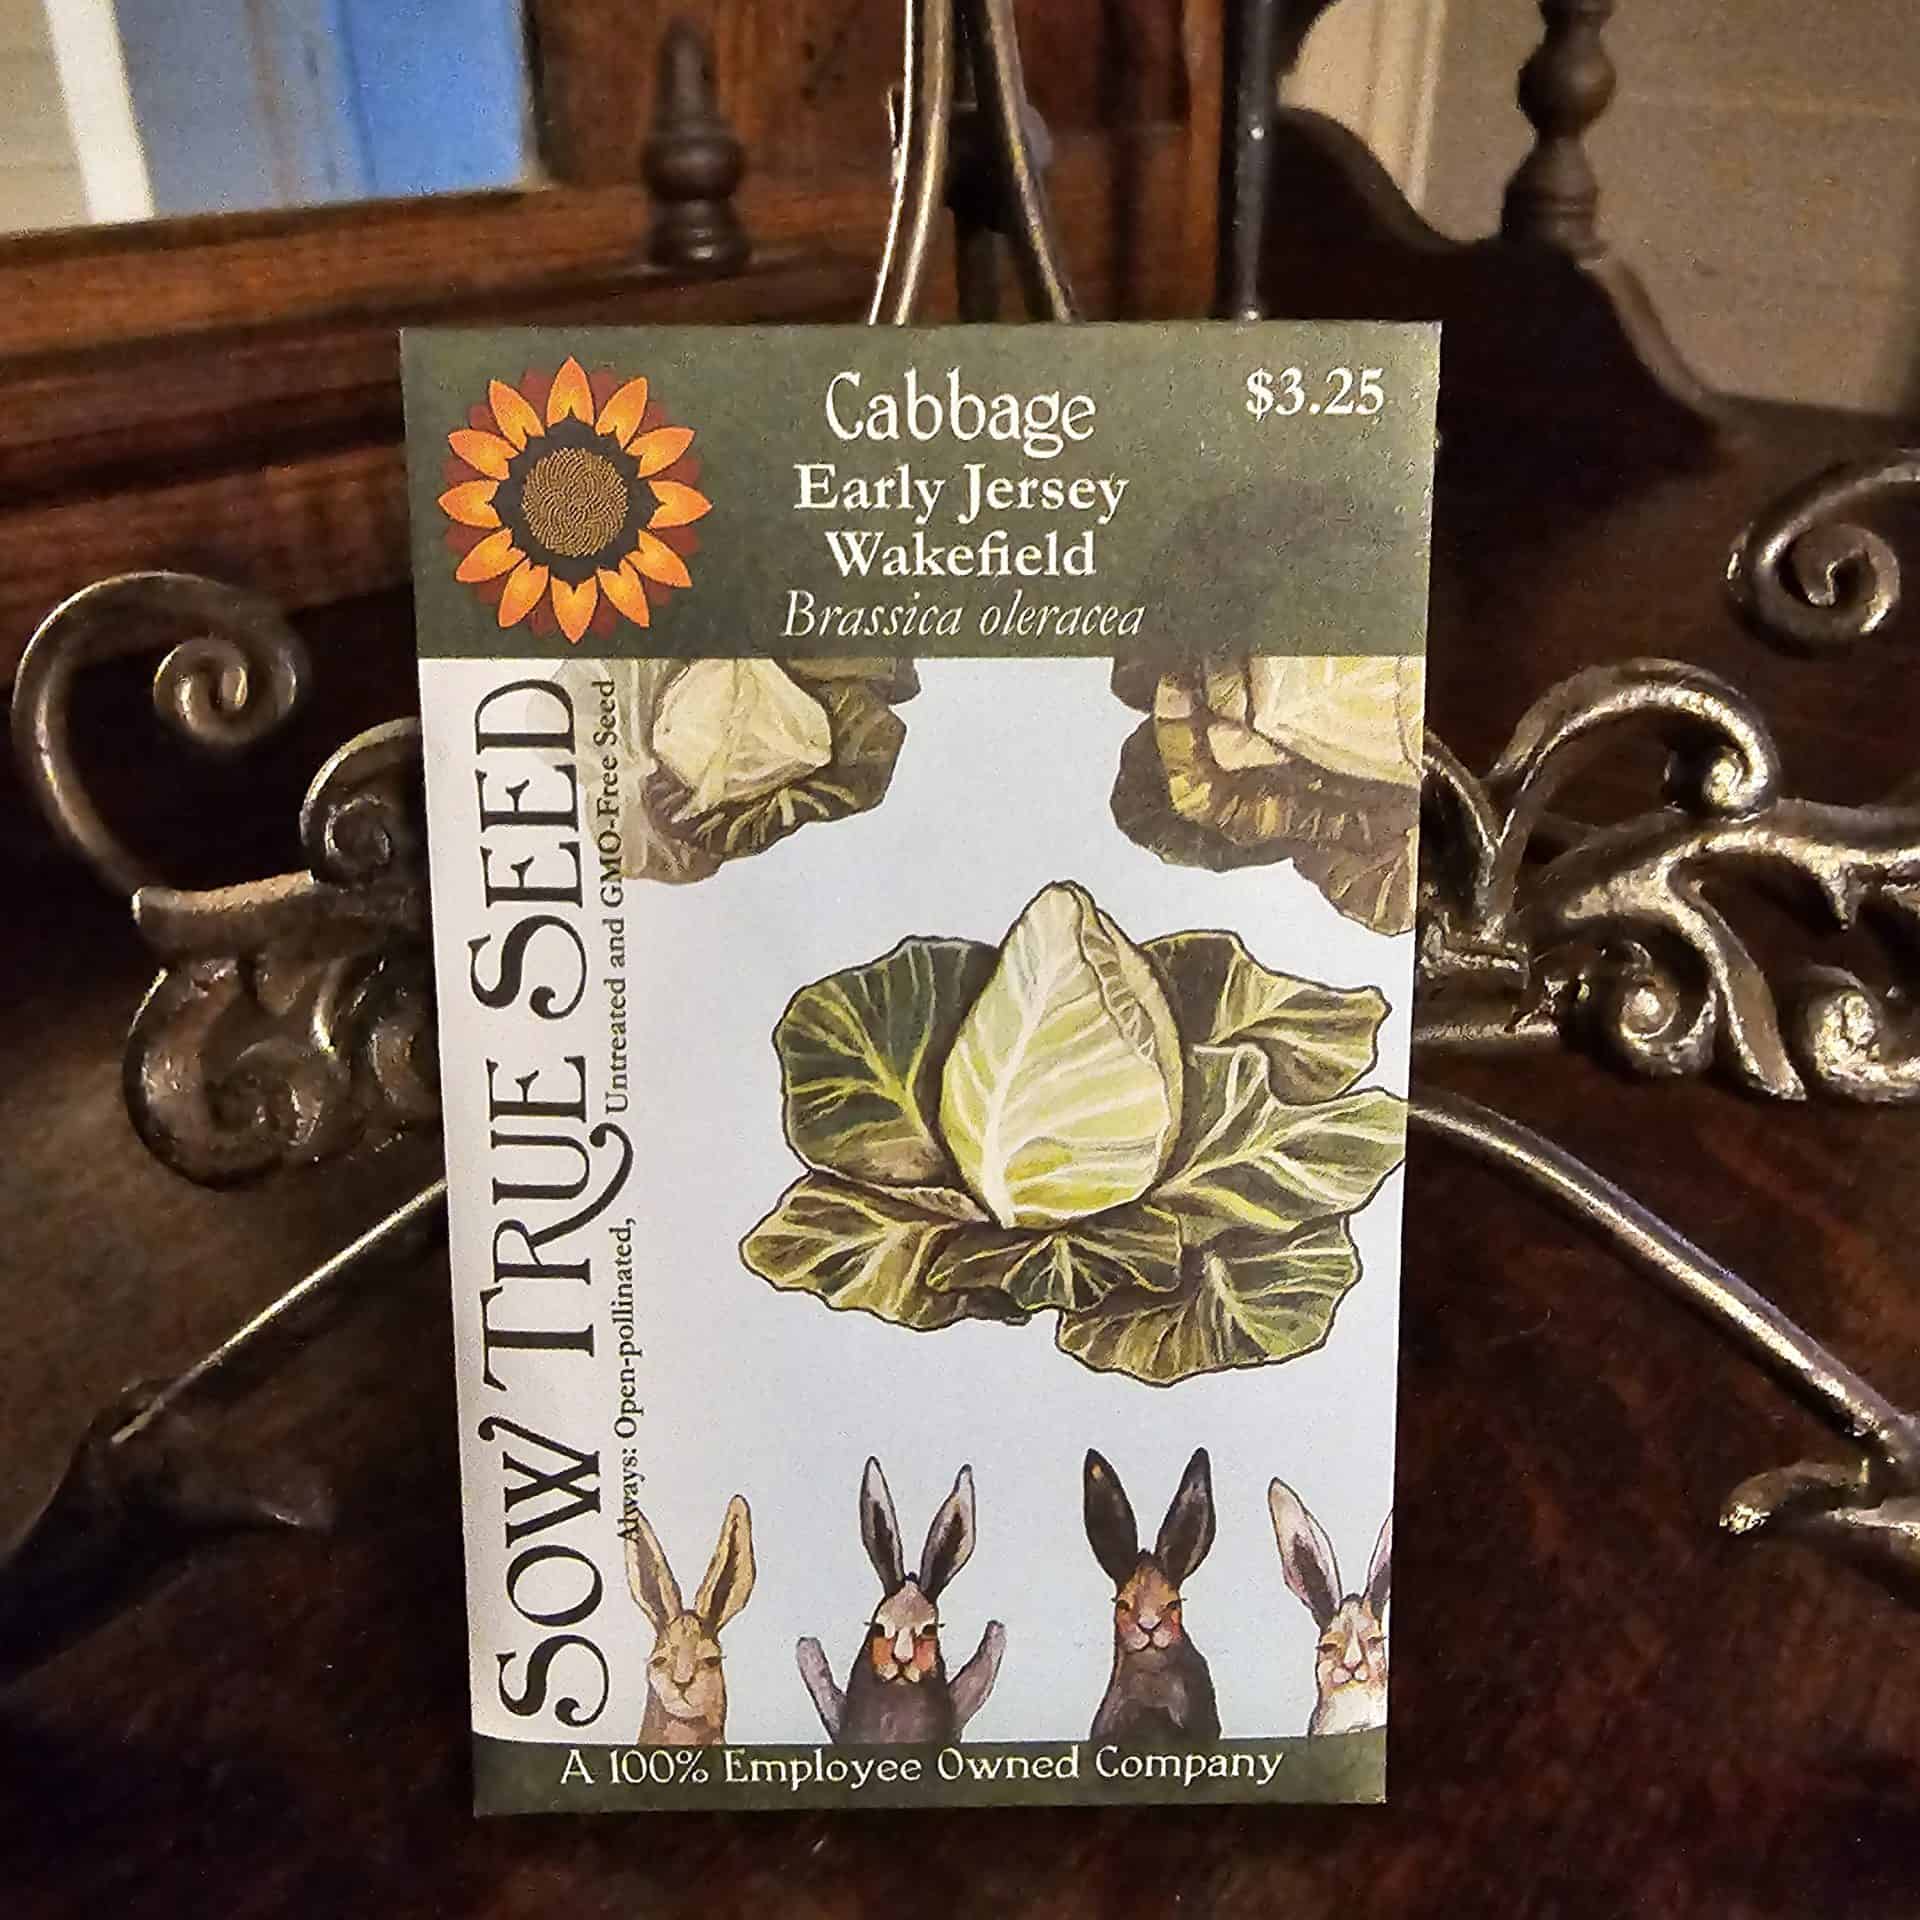 Cabbage
$3.25
Early Jersey
Wakefield
Brassica oleracea
SOW TRUE SEED
Always: Open-pollinated, Untreated and GMO-Free Seed
A 100% Employee Owned Company